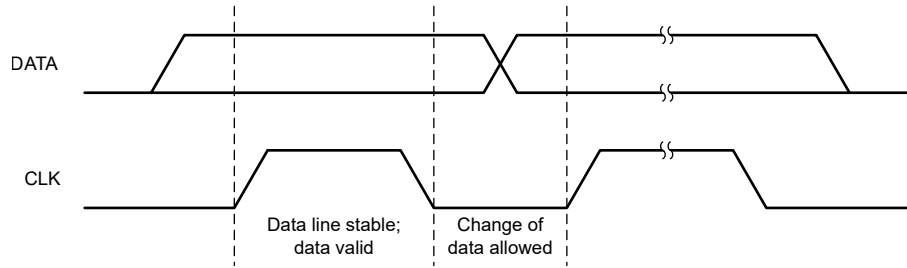 DATA
CLK
Data line stable;
data valid
Change of
data allowed